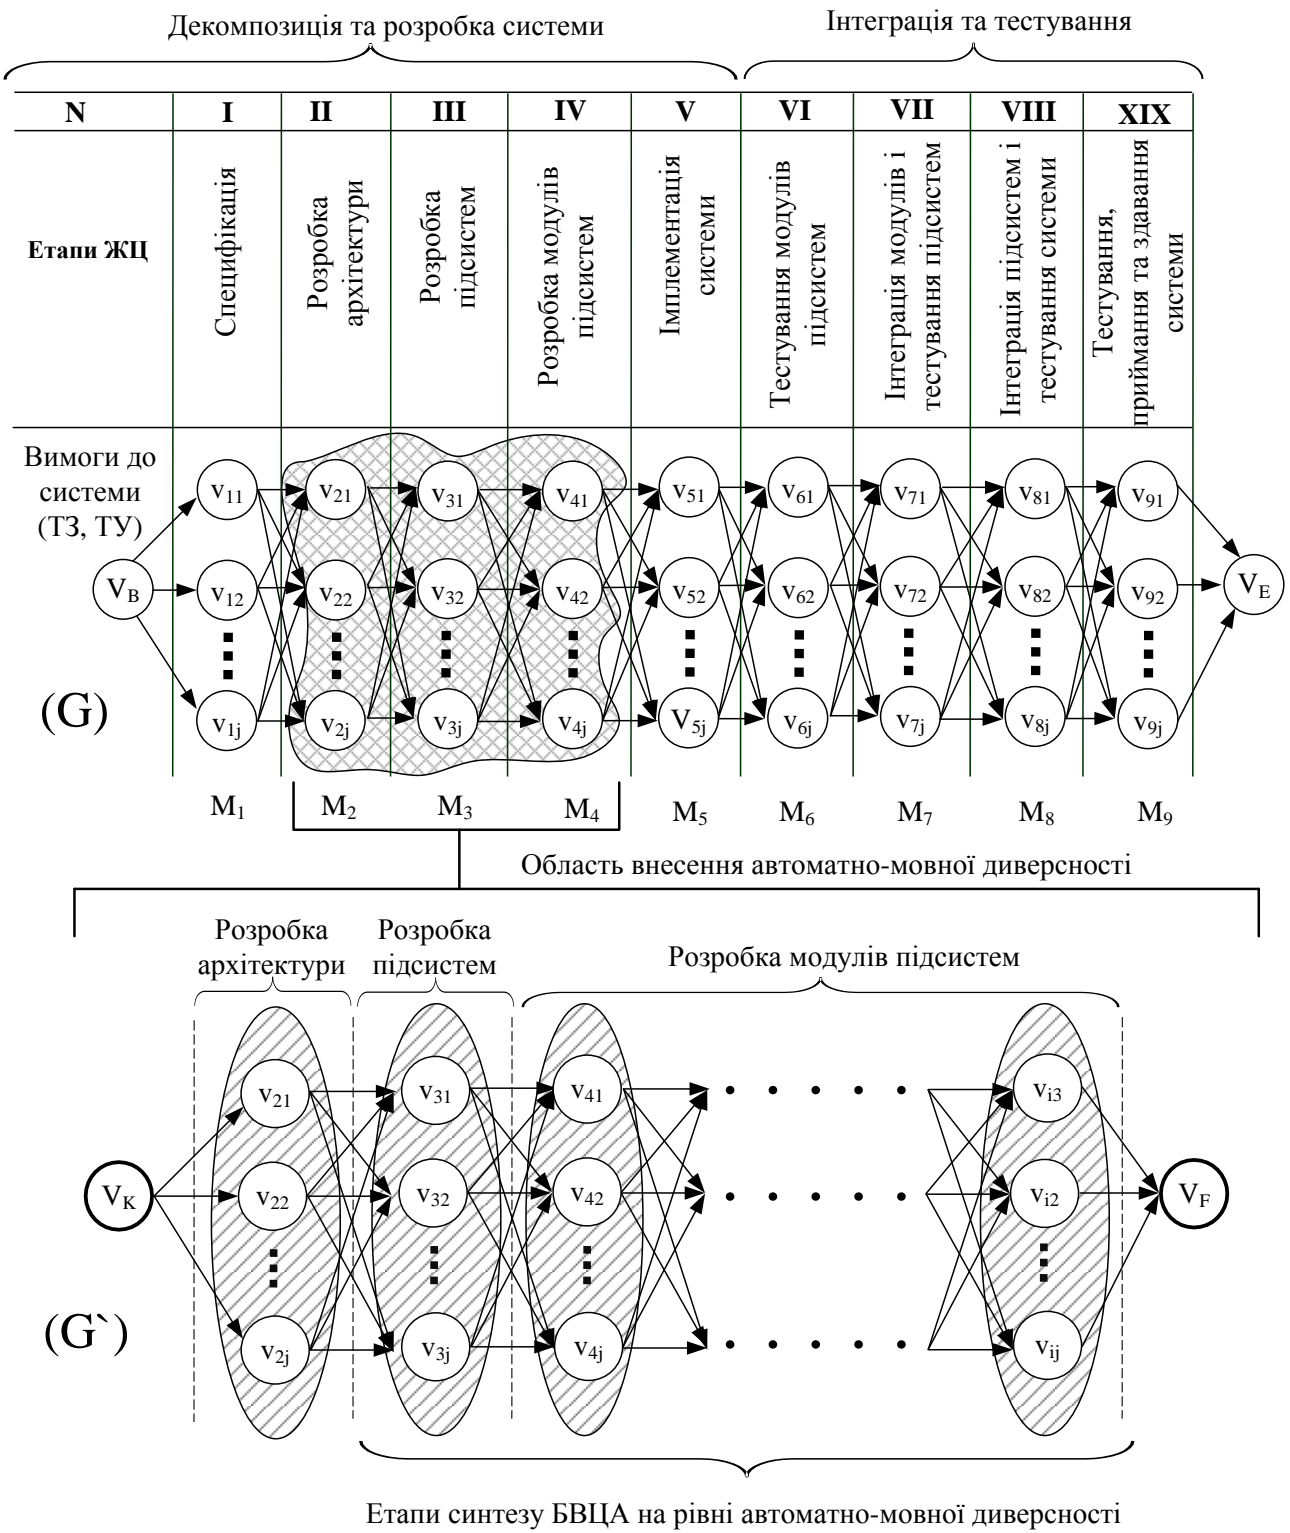 Декомпозиція та розробка системи
Інтеграція та тестування
N I II III IV V VI VII VIII XIX
Етапи ЖЦ
Специфікація
Розробка
архітектури
Розробка
підсистем
Розробка модулів
підсистем
Імплементація
системи
Тестування модулів
підсистем
Інтеграція модулів і
тестування підсистем
Інтеграція підсистем і
тестування системи
Тестування,
приймання та здавання
системи
Вимоги до
системи
(ТЗ, ТУ)
v11 v21 v31 v41 v51 v61 v71 v81 v91
VB v12 v22 v32 v42 v52 v62 v72 v82 v92 VE
(G) v1j v2j v3j v4j V5j v6j v7j v8j v9j
M1 M2 M3 M4 M5 M6 M7 M8 M9
Область внесення автоматно-мовної диверсності
Розробка
архітектури
Розробка
підсистем
Розробка модулів підсистем
v21 v31 v41 vi3
VK v22 v32 v42 vi2 VF
(G`) v2j v3j v4j vij
Етапи синтезу БВЦА на рівні автоматно-мовної диверсності